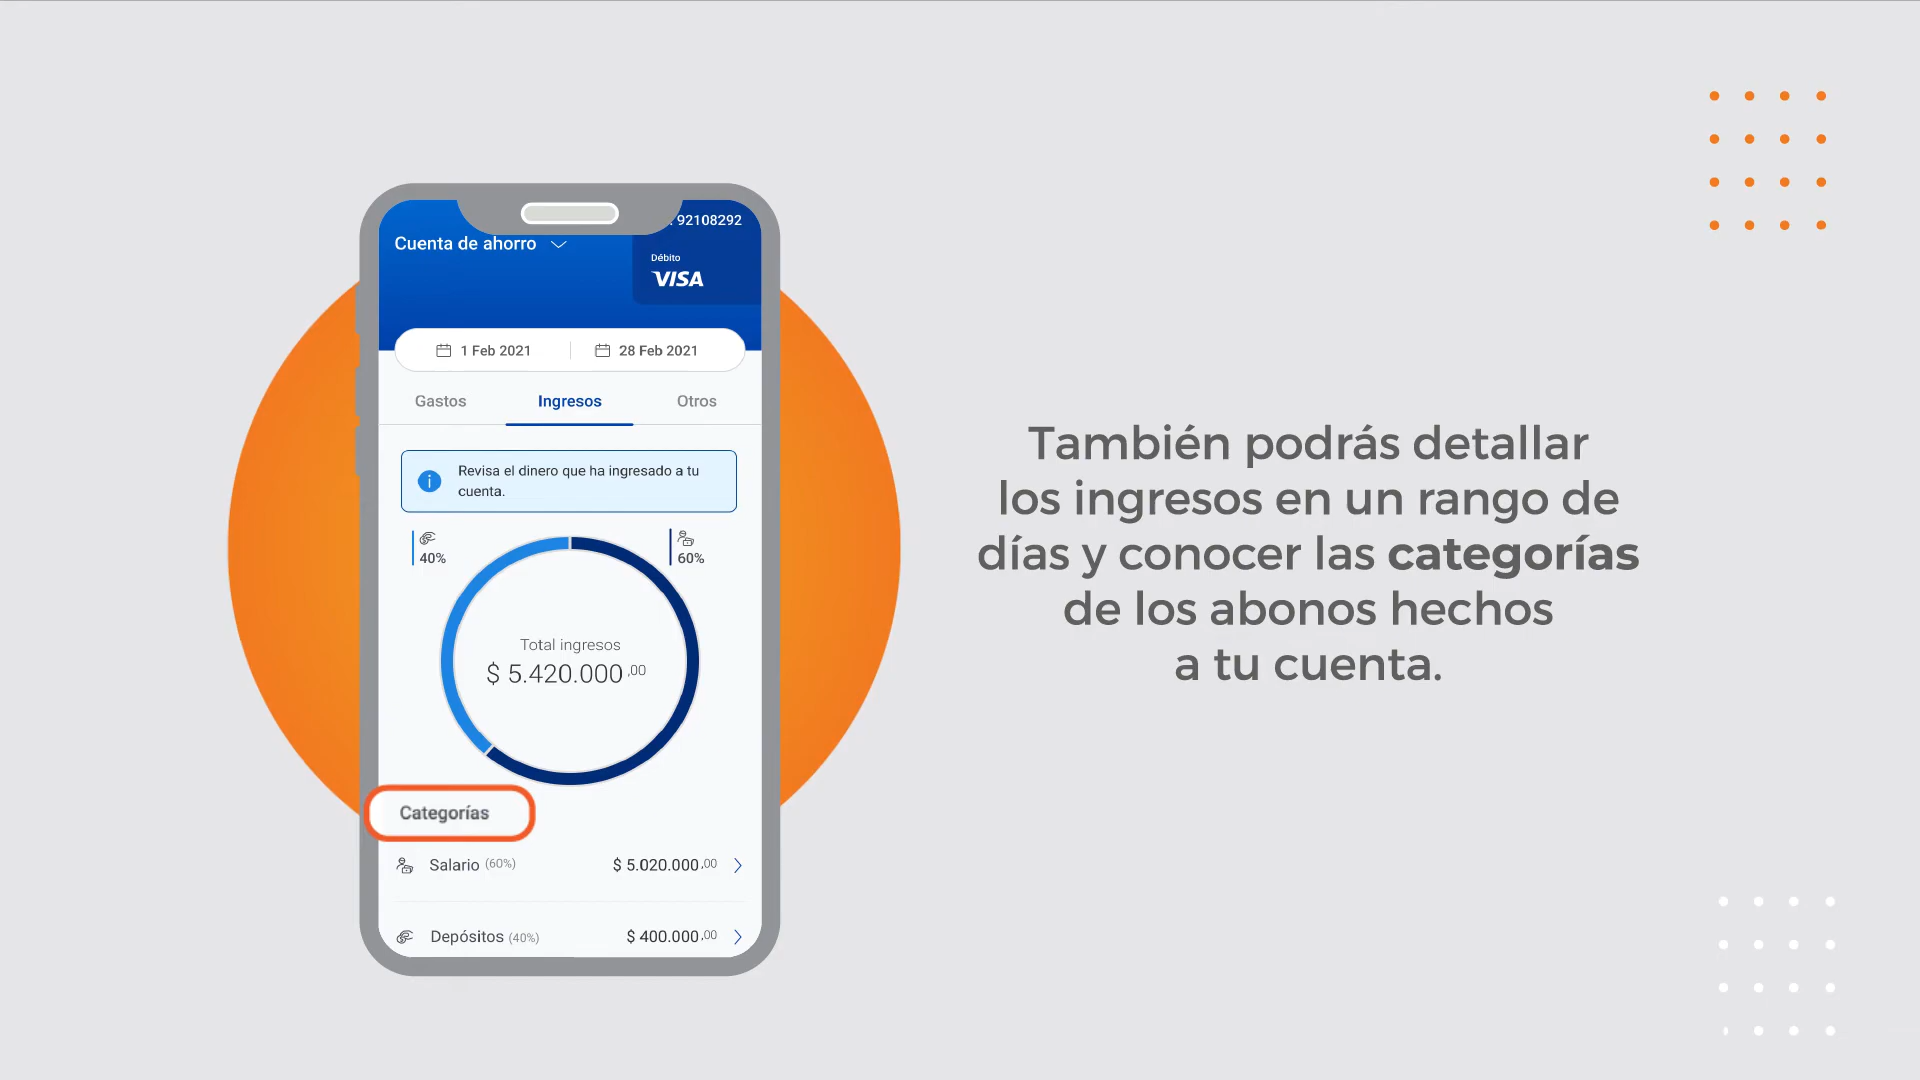 92108292
Cuenta de ahorro
Débito
VISA
1 Feb 2021
28 Feb 2021
Gastos
Ingresos
Otros
Revisa el dinero que ha ingresado a tu
cuenta.
40%
60%
Total ingresos
$ 5.420.000,00
Categorías
Salario (60%)
$ 5.020.000,00
Depósitos (40%)
$ 400.000,00
También podrás detallar
los ingresos en un rango de
días y conocer las categorías
de los abonos hechos
a tu cuenta.